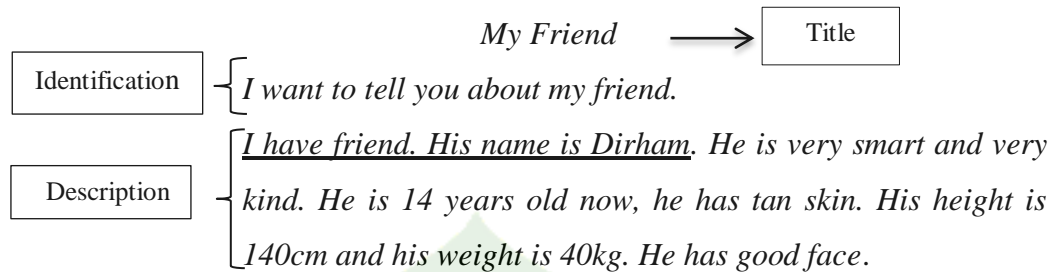 My Friend Title
Identification
I want to tell you about my friend.
I have friend. His name is Dirham. He is very smart and very
Description
kind. He is 14 years old now, he has tan skin. His height is
140cm and his weight is 40kg. He has good face.